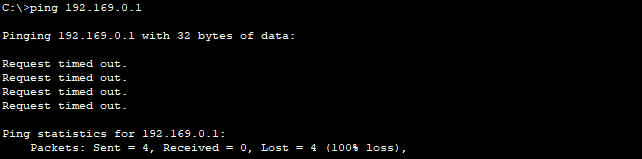 C:\>ping 192.169.0.1
Pinging 192.169.0.1 with 32 bytes of data:
Request timed out.
Request timed out.
Request timed out.
Request timed out.
Ping statistics for 192.169.0.1:
    Packets: Sent = 4, Received = 0, Lost = 4 (100% loss),